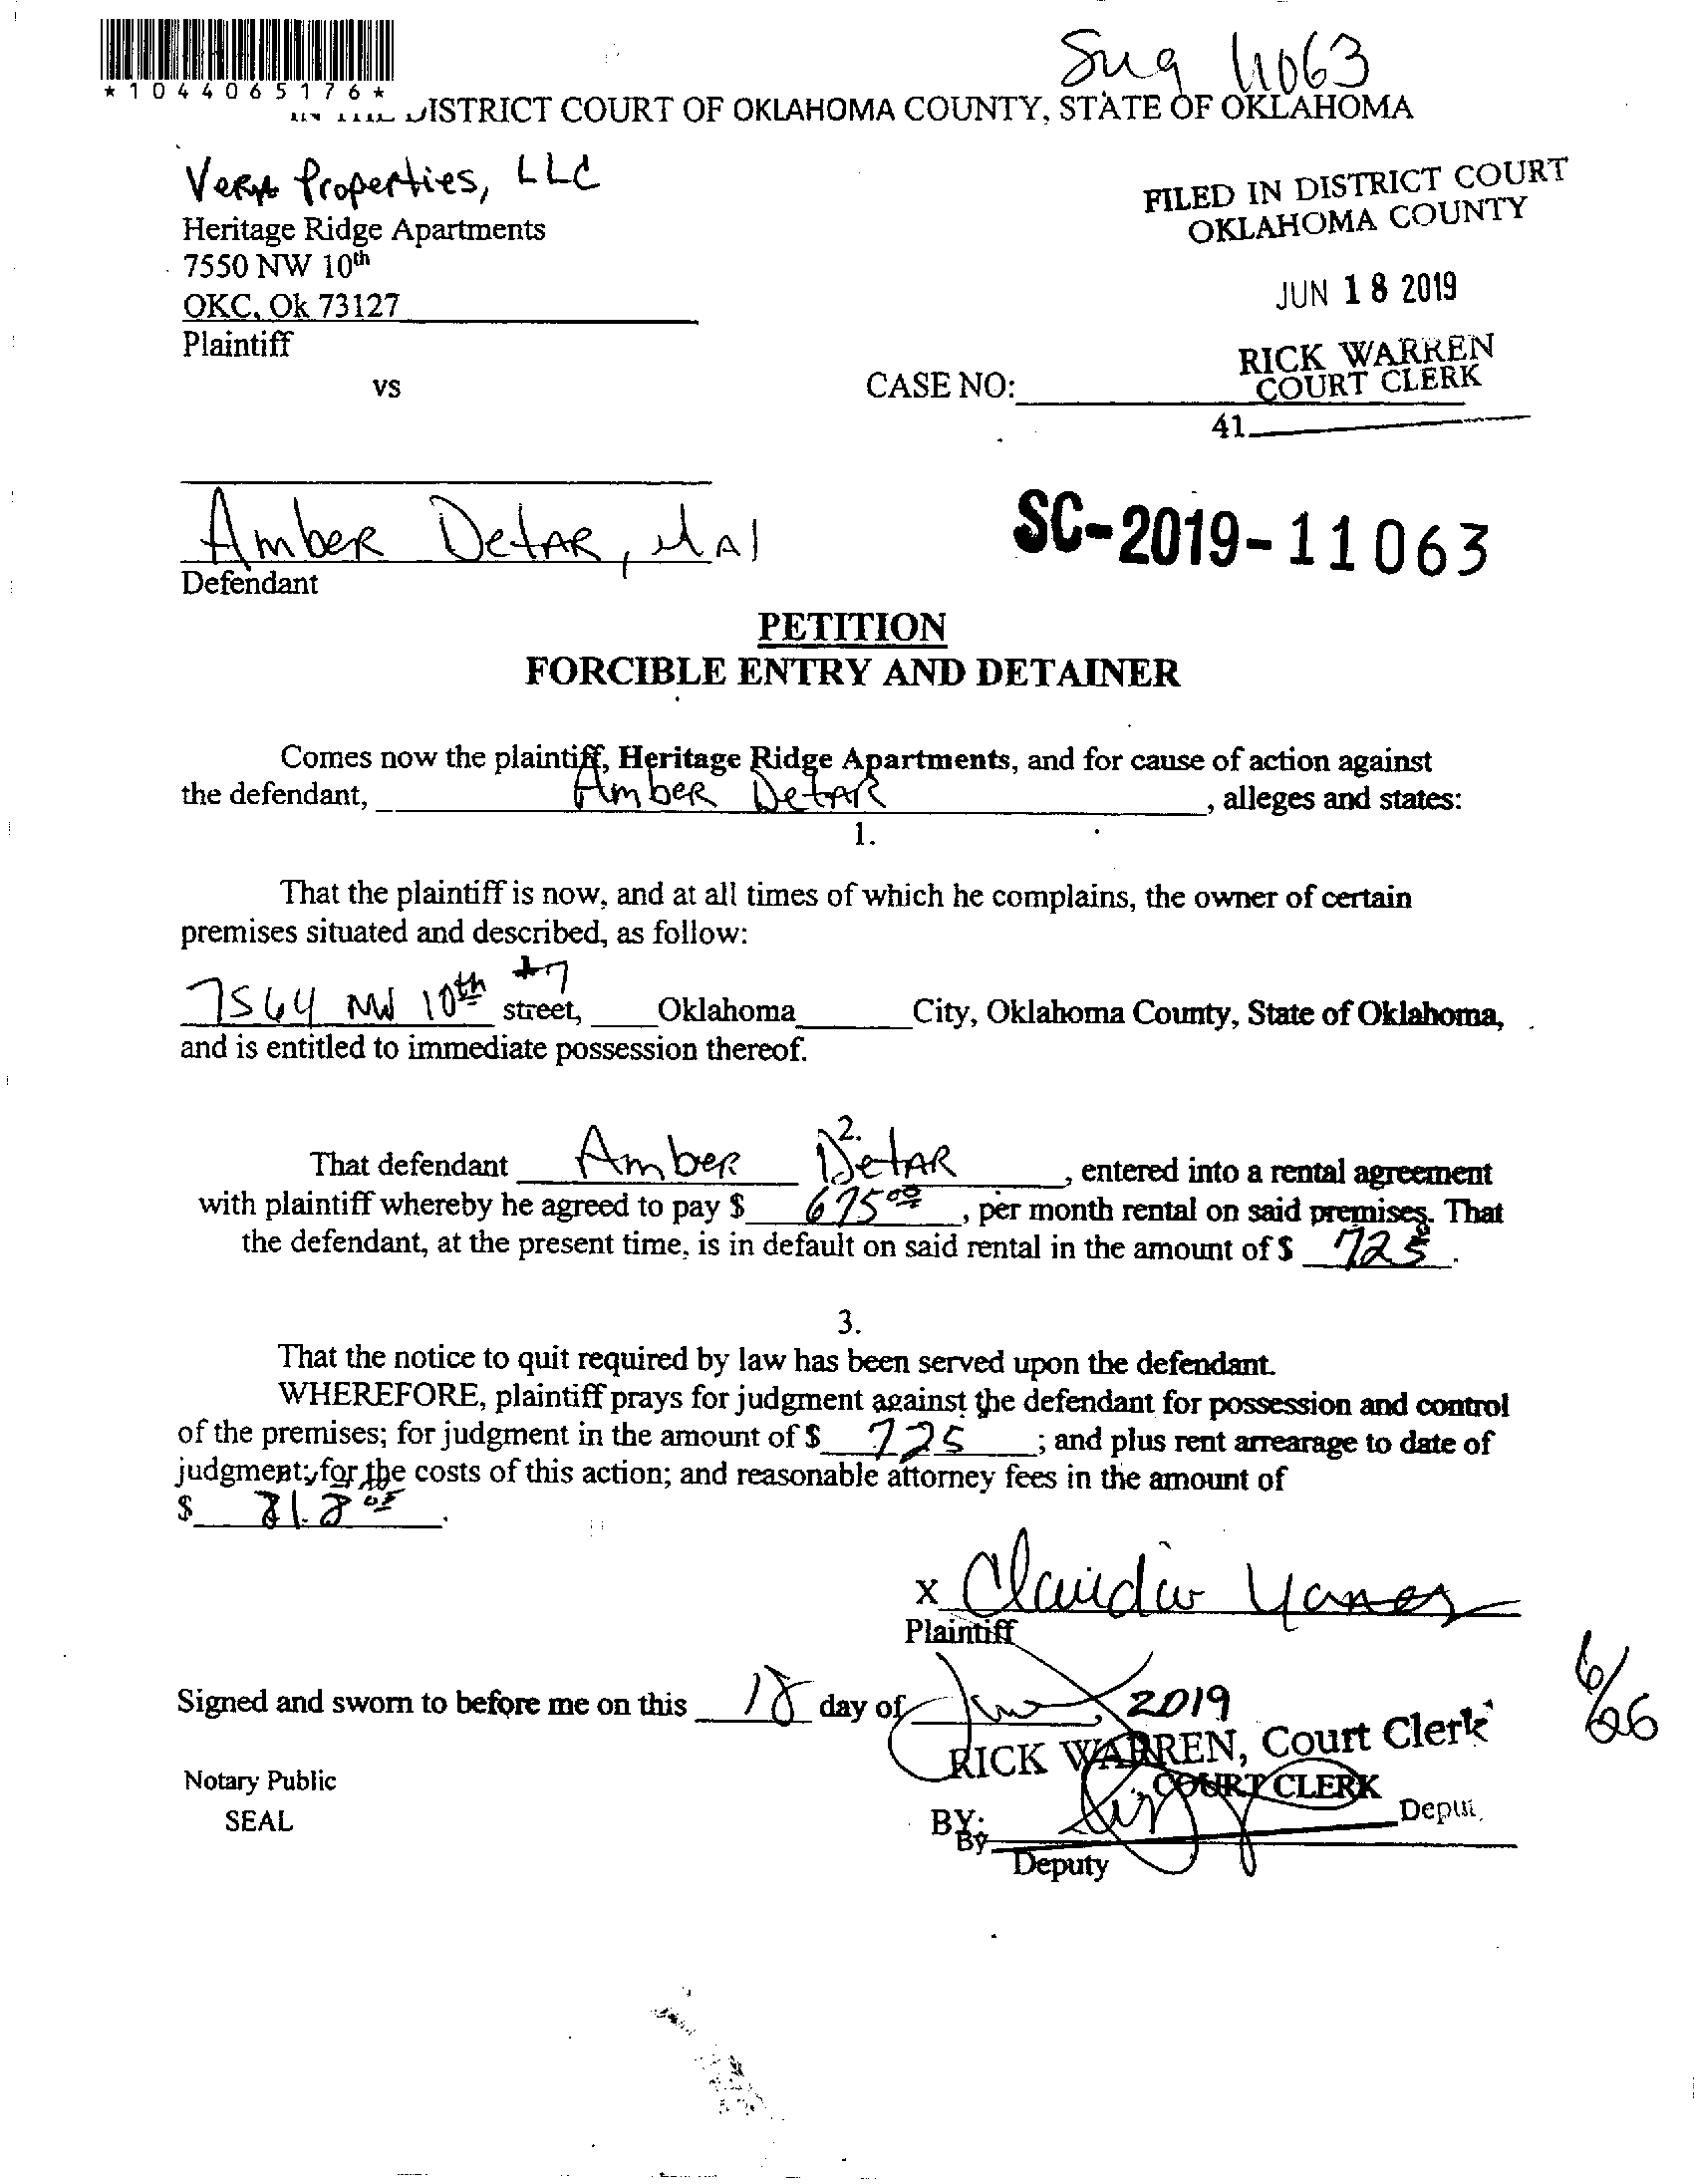 *1044065176*
DISTRICT COURT OF OKLAHOMA COUNTY, STATE OF OKLAHOMA
Properties, LLC
Heritage Ridge Apartments
7550 NW 10th
OKC, Ok 73127
Plaintiff
vs
FILED IN DISTRICT COURT
OKLAHOMA COUNTY
JUN 18 2019
RICK WARREN
COURT CLERK
CASE NO:
41
Amber Detar,
Defendant
SC-2019-11063
PETITION
FORCIBLE ENTRY AND DETAINER
Comes now the plaintiff, Heritage Ridge Apartments, and for cause of action against
the defendant, Amber Detar, alleges and states:
1.
That the plaintiff is now, and at all times of which he complains, the owner of certain
premises situated and described, as follow:
7564 NW 10th #7 street, Oklahoma City, Oklahoma County, State of Oklahoma,
and is entitled to immediate possession thereof.
2.
That defendant Amber Detar, entered into a rental agreement
with plaintiff whereby he agreed to pay $ 675 00, per month rental on said premises. That
the defendant, at the present time, is in default on said rental in the amount of $ 725.
3.
That the notice to quit required by law has been served upon the defendant.
WHEREFORE, plaintiff prays for judgment against the defendant for possession and control
of the premises; for judgment in the amount of $ 725; and plus rent arrearage to date of
judgment; for the costs of this action; and reasonable attorney fees in the amount of
$
x Claudia Yanes
Plaintiff
Signed and sworn to before me on this 18 day of June, 2019
6/26
RICK WARREN, Court Clerk
COURT CLERK
Notary Public
SEAL
BY:
By
Deputy